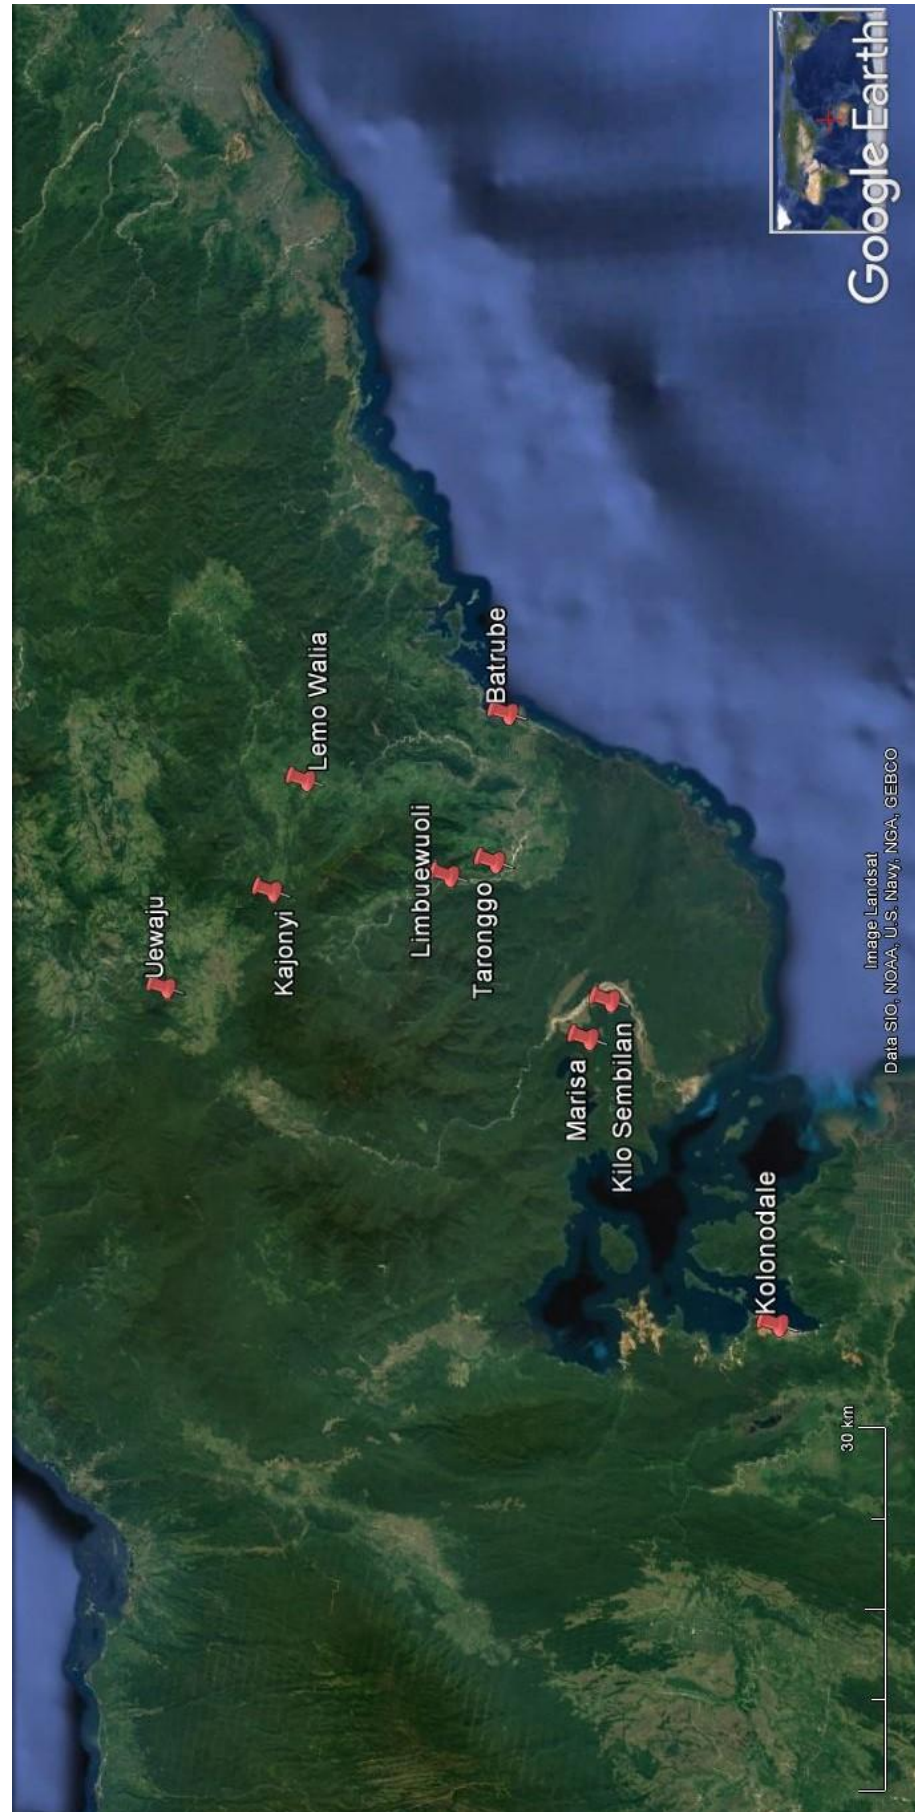 Uewaju
Kajonyi
Lemo Walia
Limbuewuoli
Taronggo
Batrube
Marisa
Kilo Sembilan
Kolonodale
30 km
Image Landsat
Data SIO, NOAA, U.S. Navy, NGA, GEBCO
Google Earth